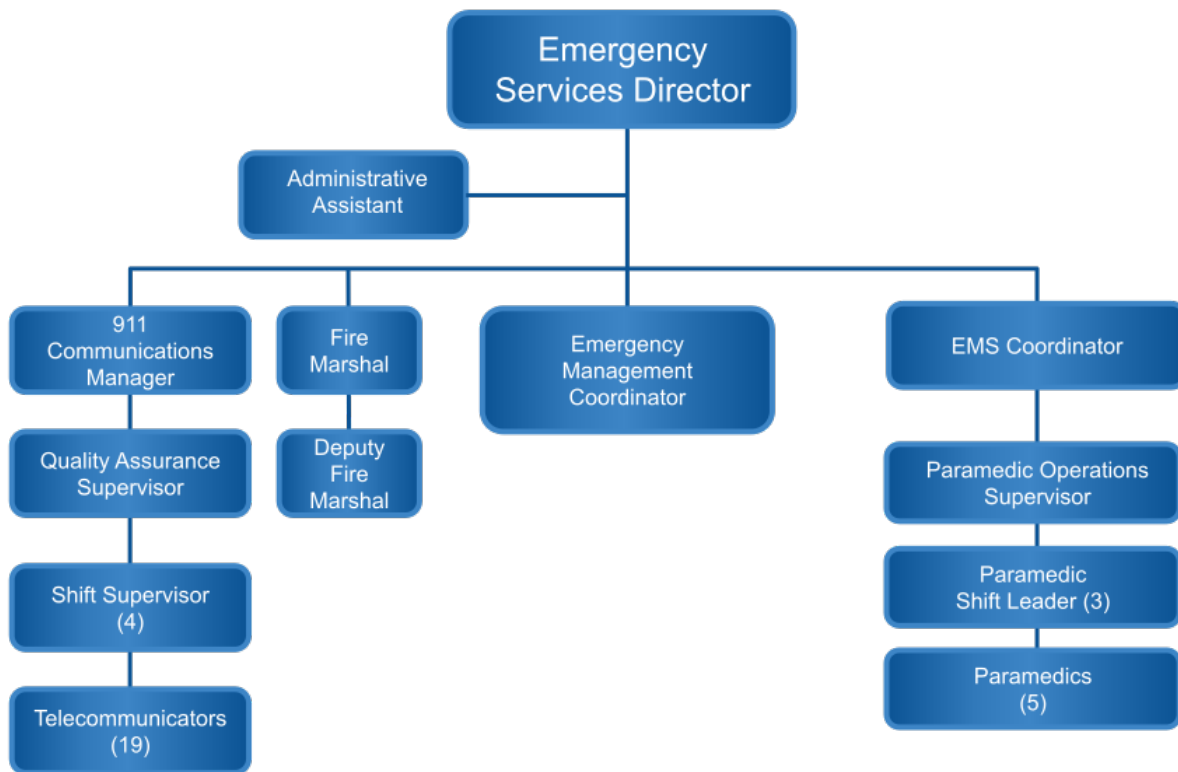 Emergency
Services Director
Administrative
Assistant
911
Communications
Manager
Fire
Marshal
Emergency
Management
Coordinator
EMS Coordinator
Quality Assurance
Supervisor
Deputy
Fire
Marshal
Paramedic Operations
Supervisor
Shift Supervisor
(4)
Paramedic
Shift Leader (3)
Telecommunicators
(19)
Paramedics
(5)